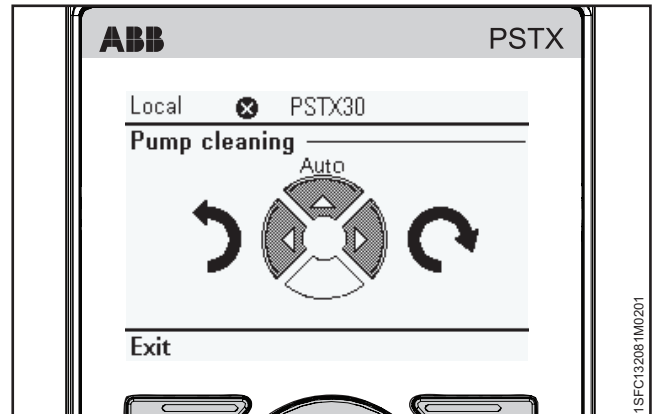 ABB PSTX
Local PSTX30
Pump cleaning
Auto
Exit
1SFC132081M0201